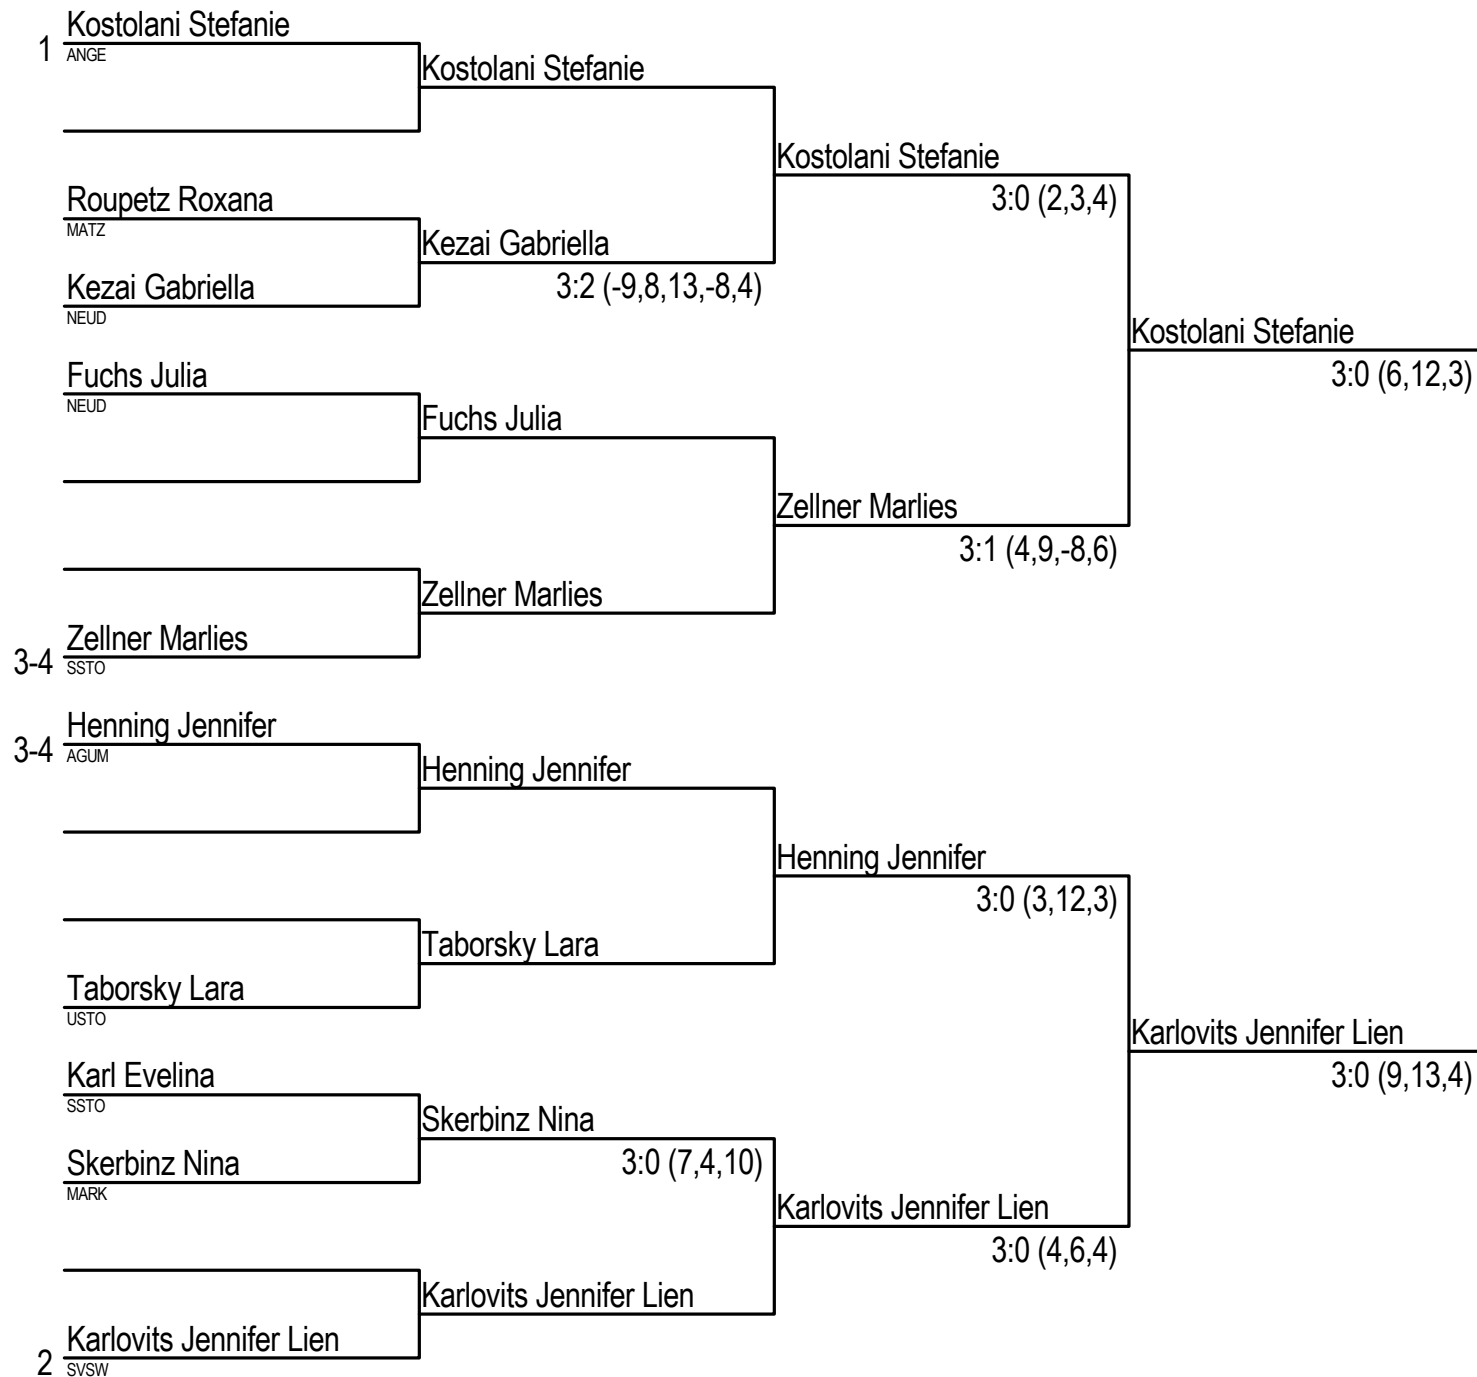 Kostolani Stefanie
1
ANGE
Kostolani Stefanie
Kostolani Stefanie
3:0 (2,3,4)
Roupetz Roxana
MATZ
Kezai Gabriella
3:2 (-9,8,13,-8,4)
Kezai Gabriella
NEUD
Kostolani Stefanie
3:0 (6,12,3)
Fuchs Julia
NEUD
Fuchs Julia
Zellner Marlies
3:1 (4,9,-8,6)
Zellner Marlies
Zellner Marlies
3-4
SSTO
Henning Jennifer
3-4
AGUM
Henning Jennifer
Henning Jennifer
3:0 (3,12,3)
Taborsky Lara
Taborsky Lara
USTO
Karlovits Jennifer Lien
3:0 (9,13,4)
Karl Evelina
SSTO
Skerbinz Nina
3:0 (7,4,10)
Skerbinz Nina
MARK
Karlovits Jennifer Lien
3:0 (4,6,4)
Karlovits Jennifer Lien
Karlovits Jennifer Lien
2
SVSW